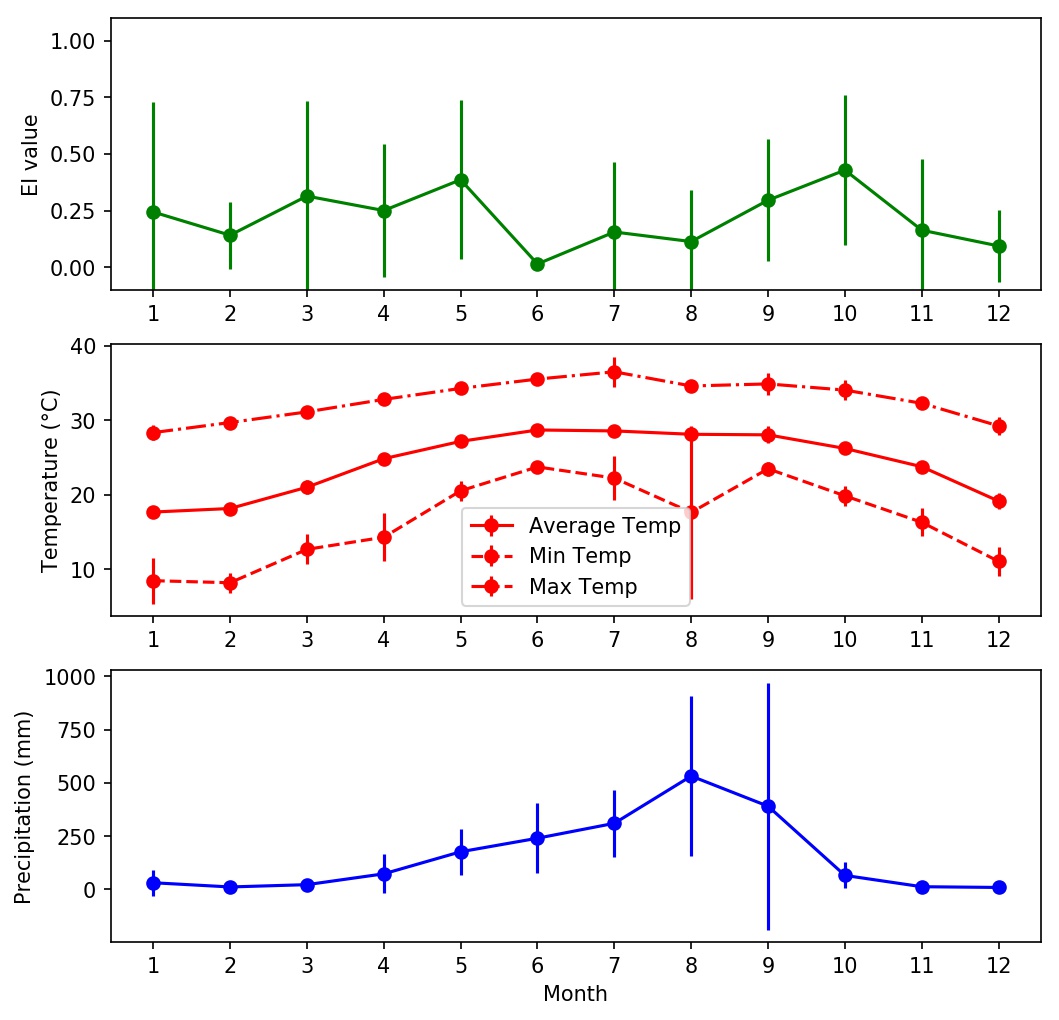 EI value
1.00
0.75
0.50
0.25
0.00
1 2 3 4 5 6 7 8 9 10 11 12
Temperature (°C)
40
30
20
10
Average Temp
Min Temp
Max Temp
1 2 3 4 5 6 7 8 9 10 11 12
Precipitation (mm)
1000
750
500
250
0
1 2 3 4 5 6 7 8 9 10 11 12
Month